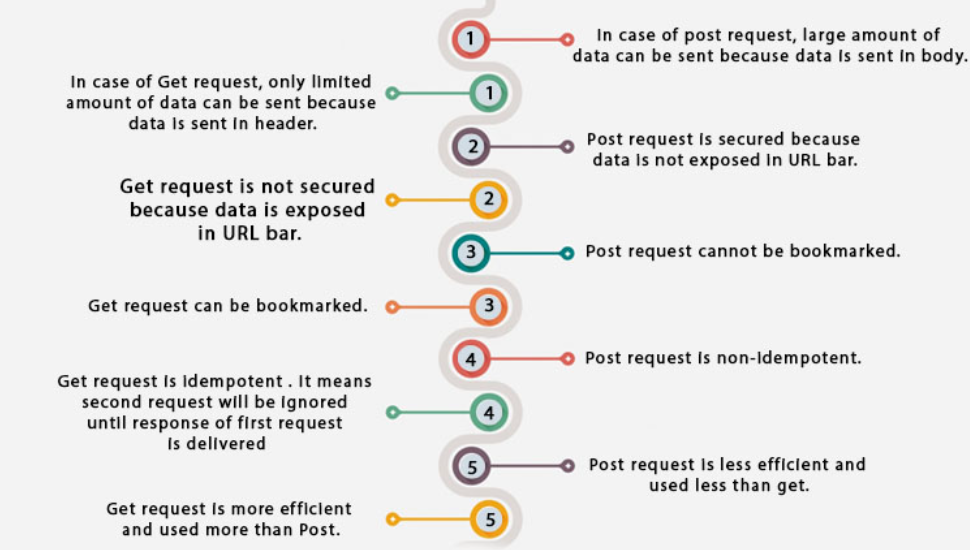 1
In case of post request, large amount of
data can be sent because data is sent in body.
In case of Get request, only limited
amount of data can be sent because
data is sent in header.
1
2
Post request is secured because
data is not exposed in URL bar.
Get request is not secured
because data is exposed
in URL bar.
2
3
Post request cannot be bookmarked.
Get request can be bookmarked.
3
4
Post request is non-idempotent.
Get request is idempotent . It means
second request will be ignored
until response of first request
is delivered
4
5
Post request is less efficient and
used less than get.
Get request is more efficient
and used more than Post.
5